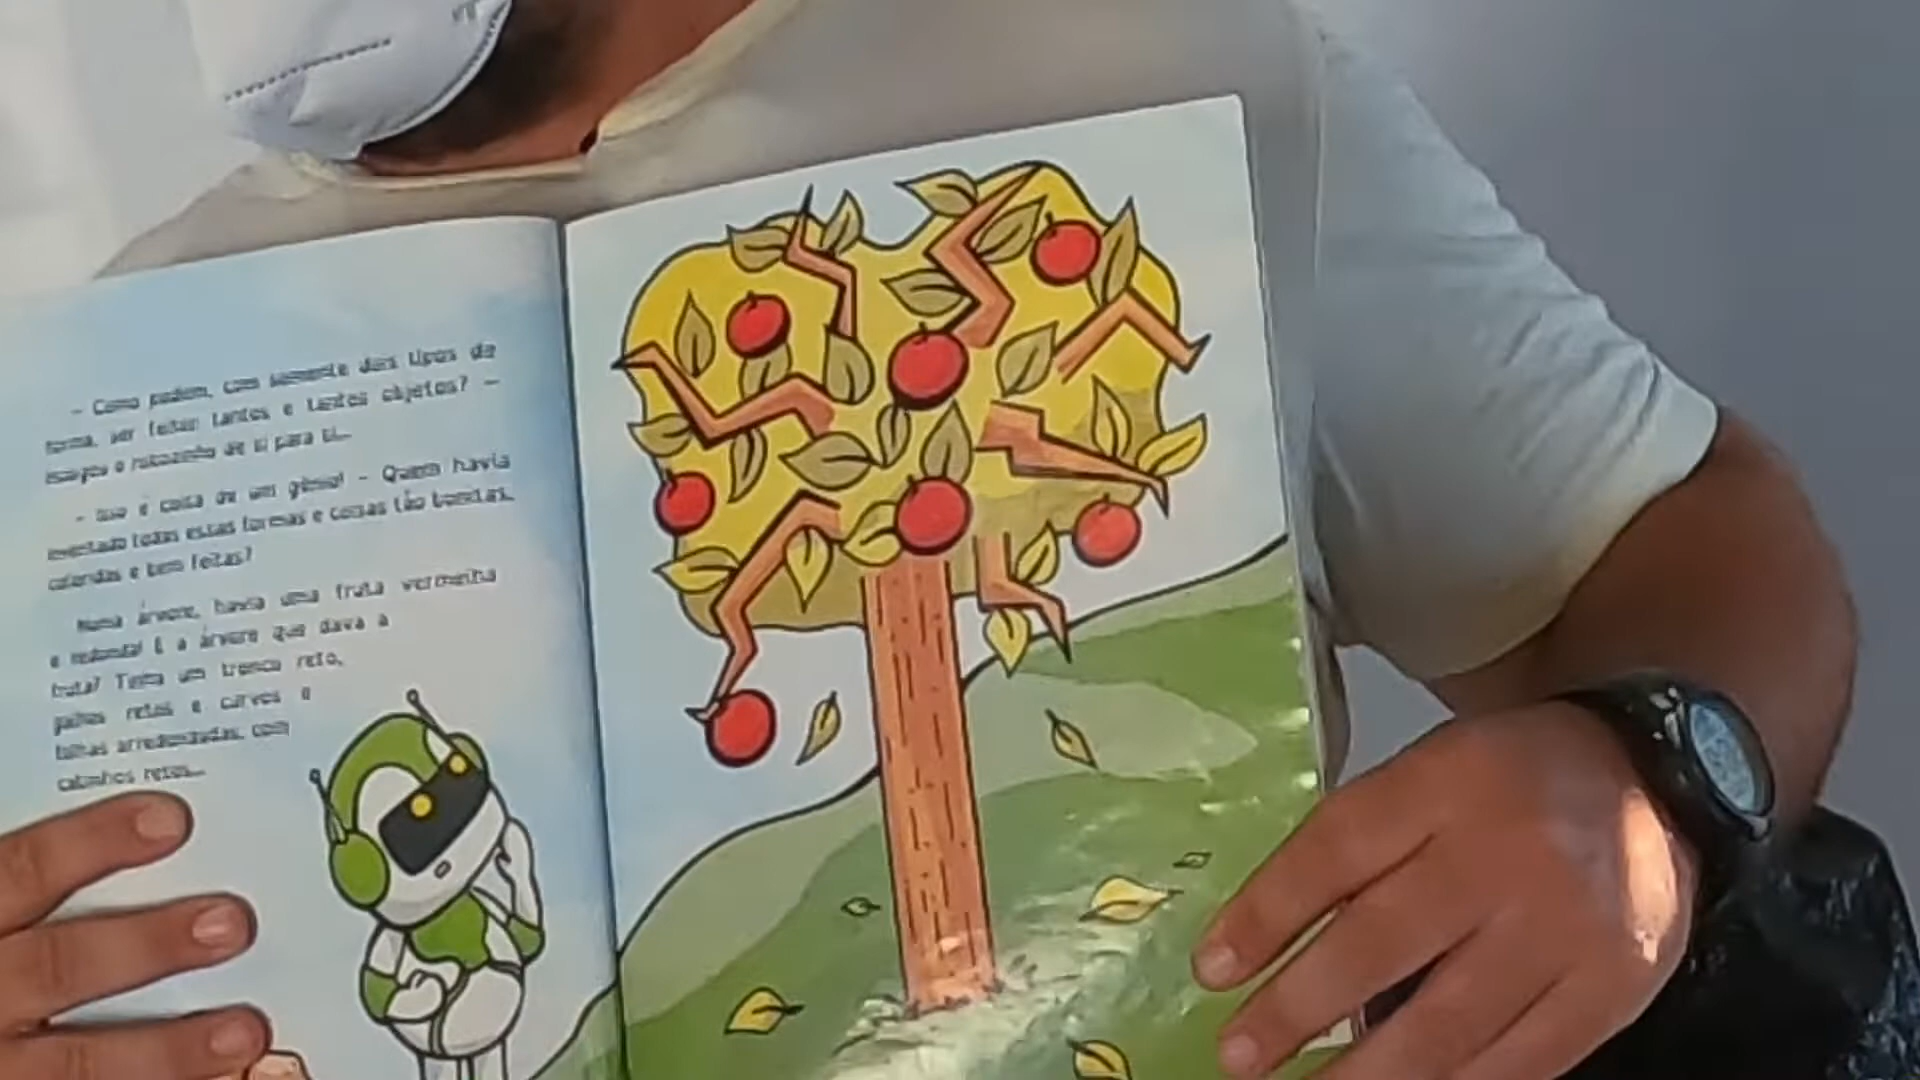 - Como podem, com somente dois tipos de
forma, ser feitos tantos e tantos objetos? -
indagou o robozinho de si para si...
- Isso é coisa de um gênio! - Quem havia
inventado todas estas formas e coisas tão bonitas,
coloridas e bem feitas?
Numa árvore, havia uma fruta vermelha
e redonda! E a árvore que dava a
fruta? Tinha um tronco reto,
galhos retos e curvos e
folhas arredondadas, com
cabinhos retos...